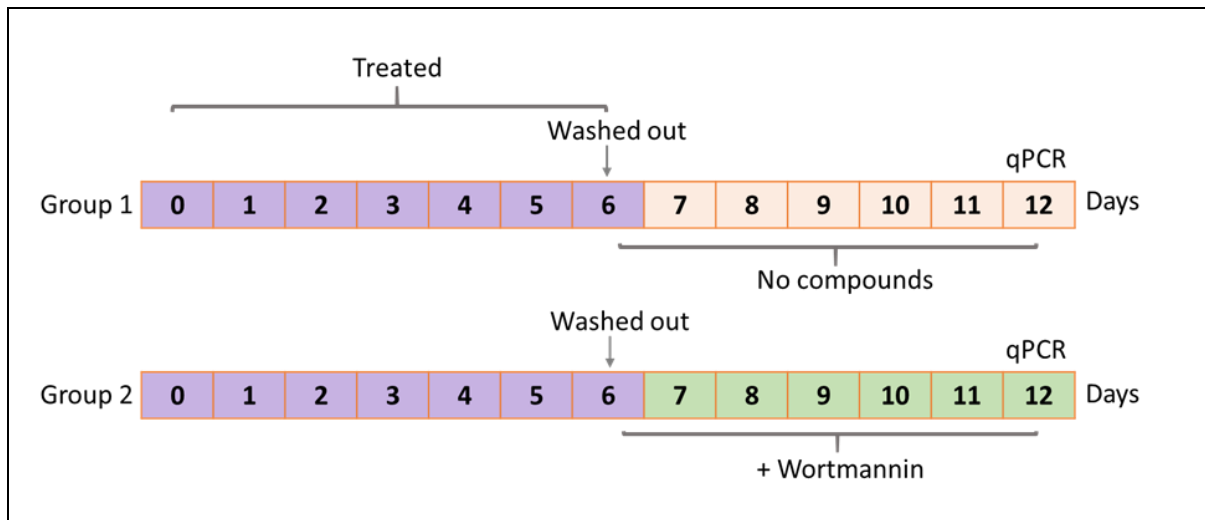 Treated
Washed out
qPCR
Group 1 0 1 2 3 4 5 6 7 8 9 10 11 12 Days
No compounds
Washed out
qPCR
Group 2 0 1 2 3 4 5 6 7 8 9 10 11 12 Days
+ Wortmannin